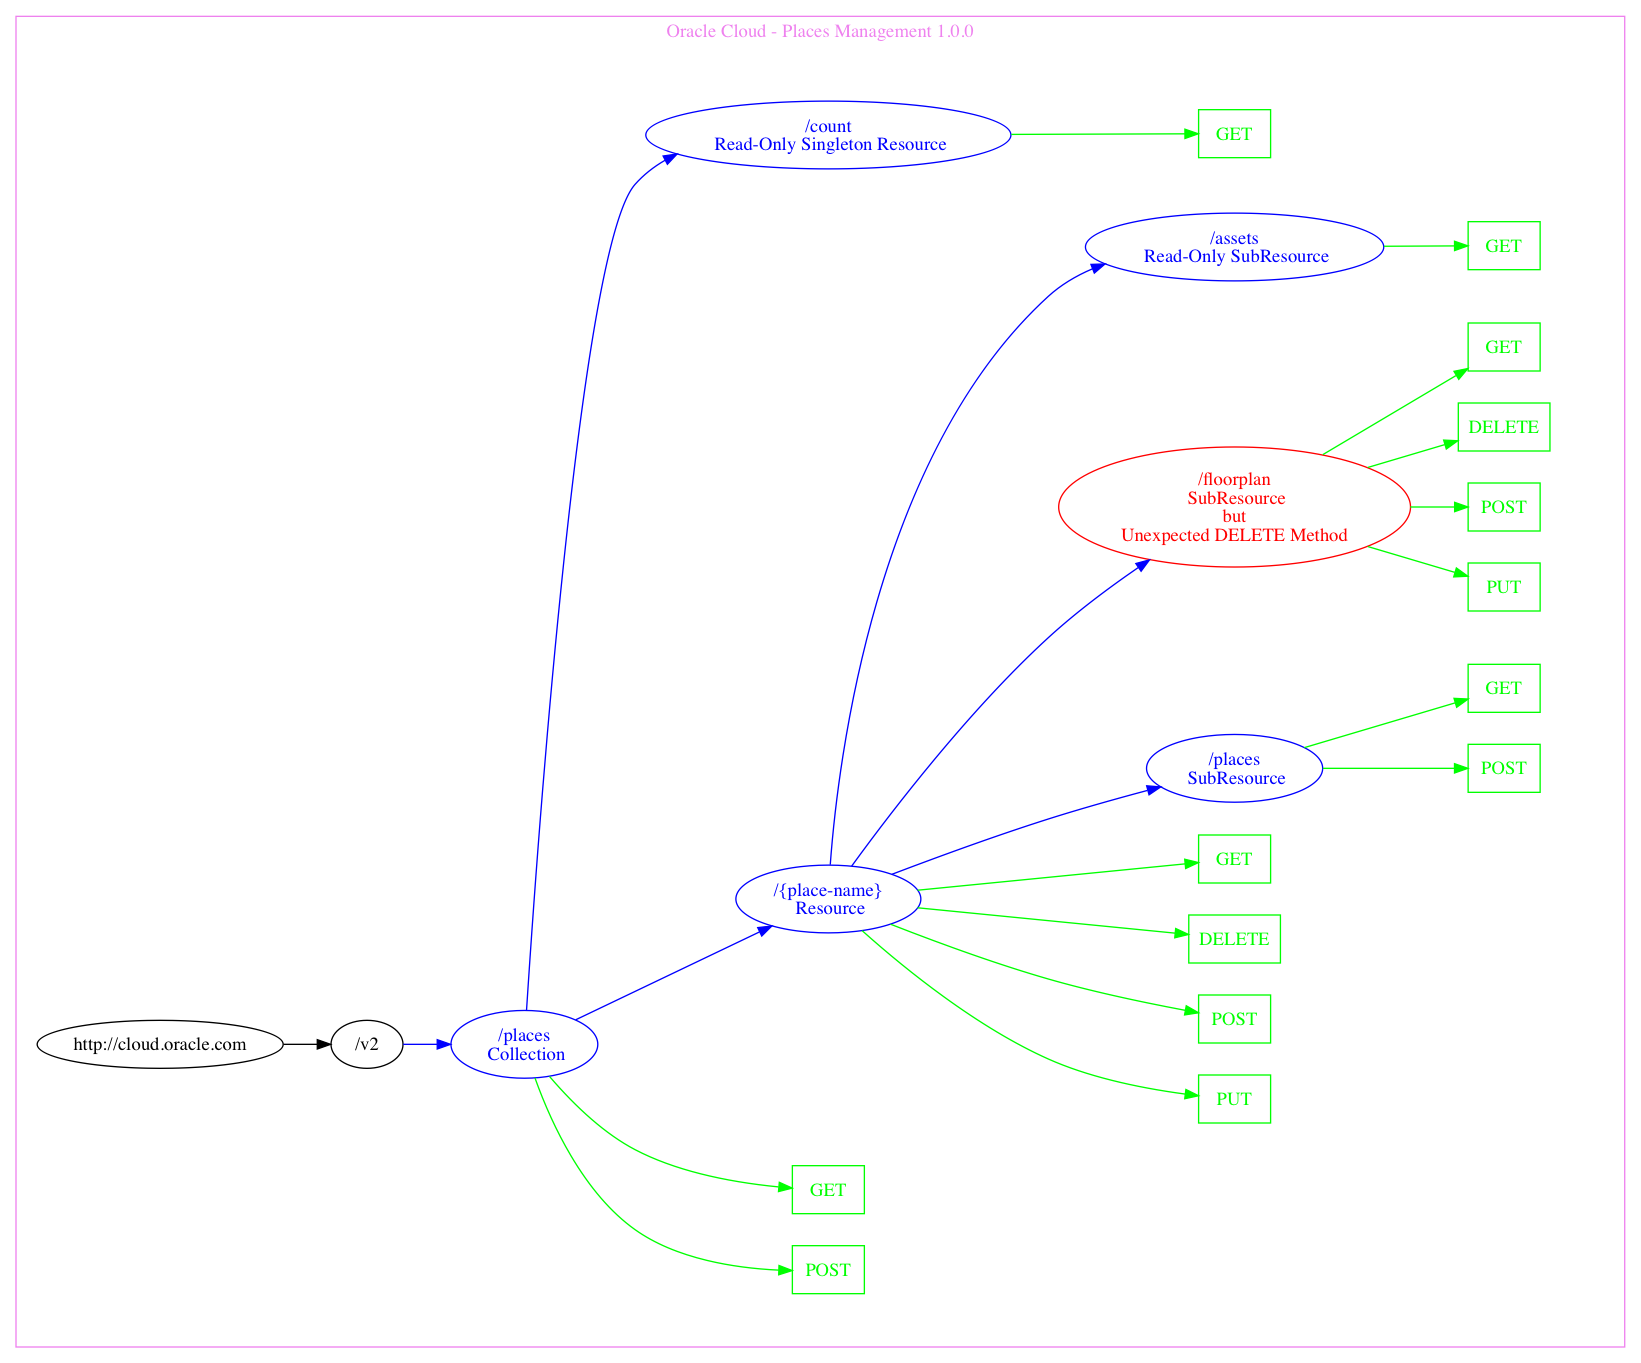 Oracle Cloud - Places Management 1.0.0
/count
Read-Only Singleton Resource
GET
/assets
Read-Only SubResource
GET
GET
DELETE
/floorplan
SubResource
but
Unexpected DELETE Method
POST
PUT
GET
/places
SubResource
POST
GET
/{place-name}
Resource
DELETE
POST
http://cloud.oracle.com
/v2
/places
Collection
PUT
GET
POST